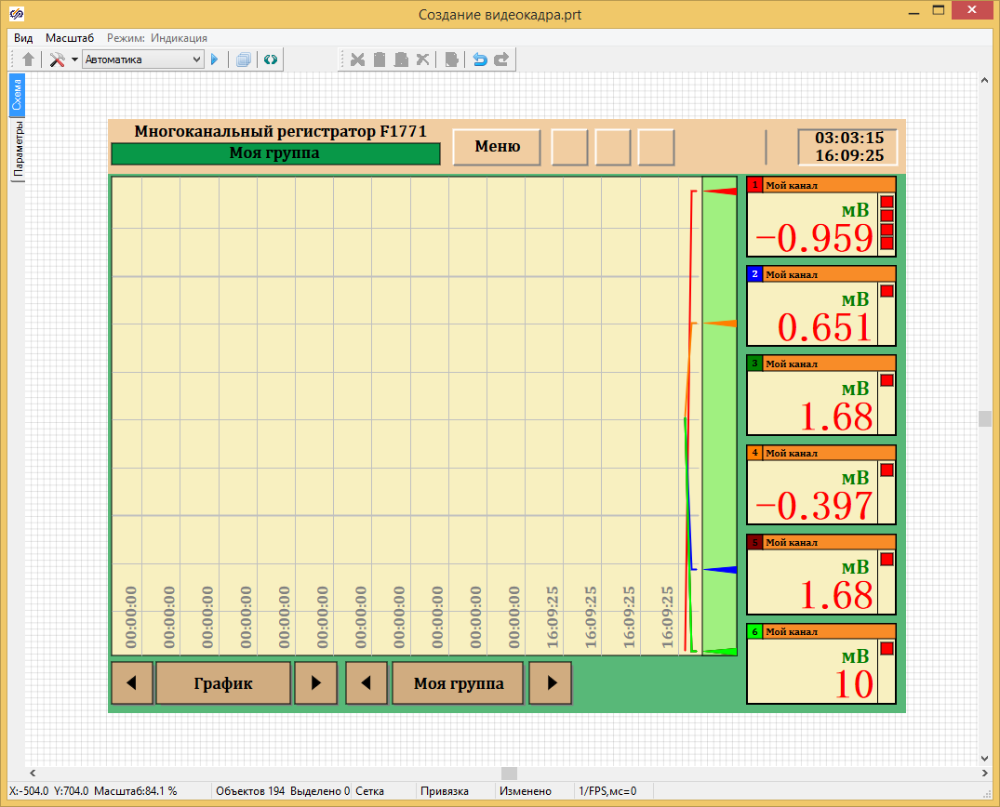 Создание видеокадра.prt
Вид Масштаб Режим: Индикация
Автоматика
Схема
Параметры
Многоканальный регистратор F1771
Моя группа
Меню
03:03:15
16:09:25
1 Мой канал
мВ
−0.959
2 Мой канал
мВ
0.651
3 Мой канал
мВ
1.68
4 Мой канал
мВ
−0.397
5 Мой канал
мВ
1.68
6 Мой канал
мВ
10
00:00:00 00:00:00 00:00:00 00:00:00 00:00:00 00:00:00 00:00:00 00:00:00 00:00:00 00:00:00 00:00:00 16:09:25 16:09:25 16:09:25 16:09:25
График
Моя группа
X:-504.0 Y:704.0 Масштаб:84.1 % Объектов 194 Выделено 0 Сетка Привязка Изменено 1/FPS,мс=0